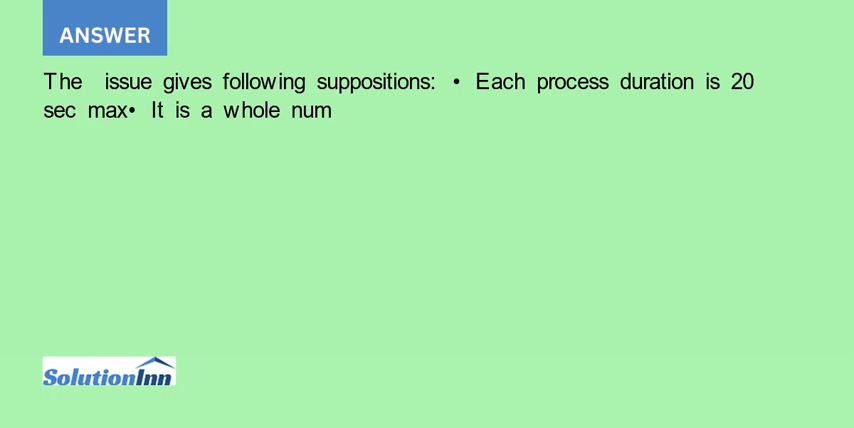 ANSWER
The issue gives following suppositions: • Each process duration is 20
sec max• It is a whole num
SolutionInn